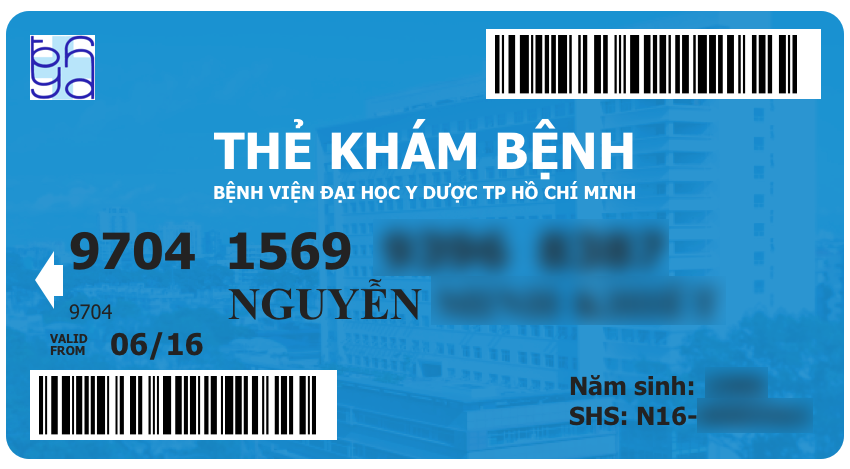 THẺ KHÁM BỆNH
BỆNH VIỆN ĐẠI HỌC Y DƯỢC TP HỒ CHÍ MINH
9704 1569
NGUYỄN
9704
VALID FROM 06/16
Năm sinh:
SHS: N16-